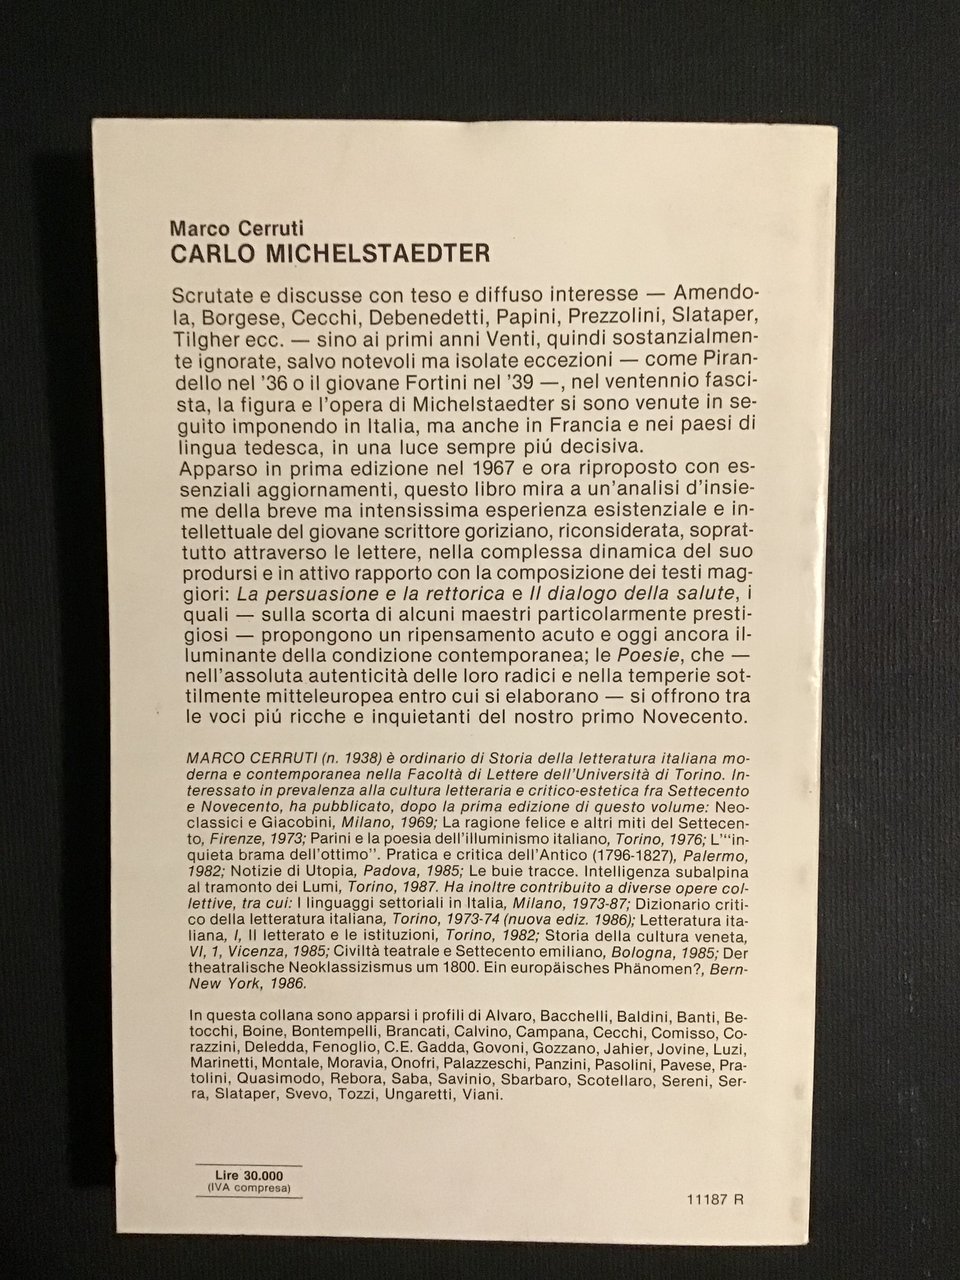 Marco Cerruti
CARLO MICHELSTAEDTER
Scrutate e discusse con teso e diffuso interesse — Amendo-
la, Borgese, Cecchi, Debenedetti, Papini, Prezzolini, Slataper,
Tilgher ecc. — sino ai primi anni Venti, quindi sostanzialmen-
te ignorate, salvo notevoli ma isolate eccezioni — come Piran-
dello nel '36 o il giovane Fortini nel '39 —, nel ventennio fasci-
sta, la figura e l'opera di Michelstaedter si sono venute in se-
guito imponendo in Italia, ma anche in Francia e nei paesi di
lingua tedesca, in una luce sempre piú decisiva.
Apparso in prima edizione nel 1967 e ora riproposto con es-
senziali aggiornamenti, questo libro mira a un'analisi d'insie-
me della breve ma intensissima esperienza esistenziale e in-
tellettuale del giovane scrittore goriziano, riconsiderata, soprat-
tutto attraverso le lettere, nella complessa dinamica del suo
prodursi e in attivo rapporto con la composizione dei testi mag-
giori: La persuasione e la rettorica e Il dialogo della salute, i
quali — sulla scorta di alcuni maestri particolarmente presti-
giosi — propongono un ripensamento acuto e oggi ancora il-
luminante della condizione contemporanea; le Poesie, che —
nell'assoluta autenticità delle loro radici e nella temperie sot-
tilmente mitteleuropea entro cui si elaborano — si offrono tra
le voci piú ricche e inquietanti del nostro primo Novecento.
MARCO CERRUTI (n. 1938) è ordinario di Storia della letteratura italiana mo-
derna e contemporanea nella Facoltà di Lettere dell'Università di Torino. In-
teressato in prevalenza alla cultura letteraria e critico-estetica fra Settecento
e Novecento, ha pubblicato, dopo la prima edizione di questo volume: Neo-
classici e Giacobini, Milano, 1969; La ragione felice e altri miti del Settecen-
to, Firenze, 1973; Parini e la poesia dell'illuminismo italiano, Torino, 1976; L'"in-
quieta brama dell'ottimo". Pratica e critica dell'Antico (1796-1827), Palermo,
1982; Notizie di Utopia, Padova, 1985; Le buie tracce. Intelligenza subalpina
al tramonto dei Lumi, Torino, 1987. Ha inoltre contribuito a diverse opere col-
lettive, tra cui: I linguaggi settoriali in Italia, Milano, 1973-87; Dizionario criti-
co della letteratura italiana, Torino, 1973-74 (nuova ediz. 1986); Letteratura ita-
liana, I, Il letterato e le istituzioni, Torino, 1982; Storia della cultura veneta,
VI, 1, Vicenza, 1985; Civiltà teatrale e Settecento emiliano, Bologna, 1985; Der
theatralische Neoklassizismus um 1800. Ein europäisches Phänomen?, Bern-
New York, 1986.
In questa collana sono apparsi i profili di Alvaro, Bacchelli, Baldini, Banti, Be-
tocchi, Boine, Bontempelli, Brancati, Calvino, Campana, Cecchi, Comisso, Co-
razzini, Deledda, Fenoglio, C.E. Gadda, Govoni, Gozzano, Jahier, Jovine, Luzi,
Marinetti, Montale, Moravia, Onofri, Palazzeschi, Panzini, Pasolini, Pavese, Pra-
tolini, Quasimodo, Rebora, Saba, Savinio, Sbarbaro, Scotellaro, Sereni, Ser-
ra, Slataper, Svevo, Tozzi, Ungaretti, Viani.
Lire 30.000
(IVA compresa)
11187 R